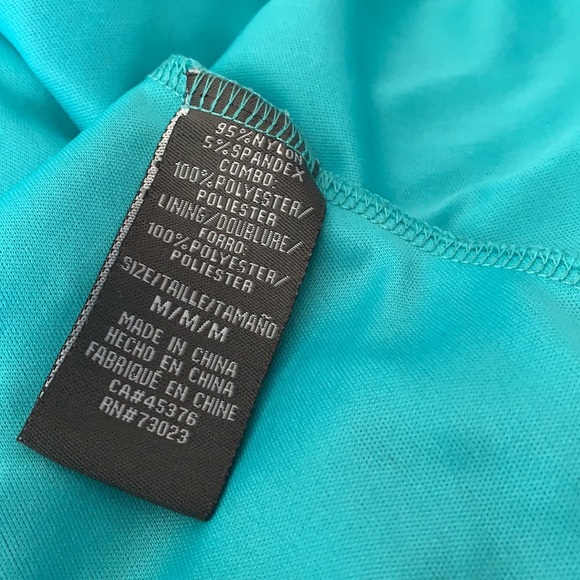 95%NYLON
5%SPANDEX
COMBO:
100%POLYESTER/
POLIESTER
LINING/DOUBLURE/
FORRO:
100%POLYESTER/
POLIESTER
SIZE/TAILLE/TAMAÑO
M/M/M
MADE IN CHINA
HECHO EN CHINA
FABRIQUÉ EN CHINE
CA#45376
RN#73023